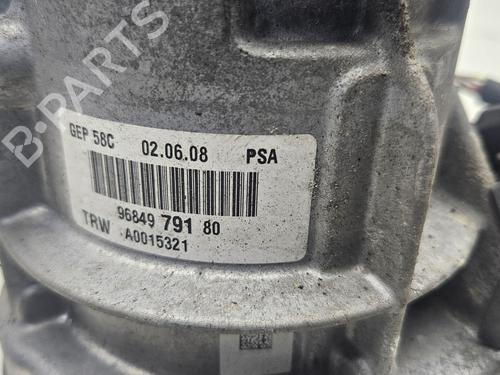 B-PARTS
GEP 58C 02.06.08 PSA
96849 791 80
TRW A0015321